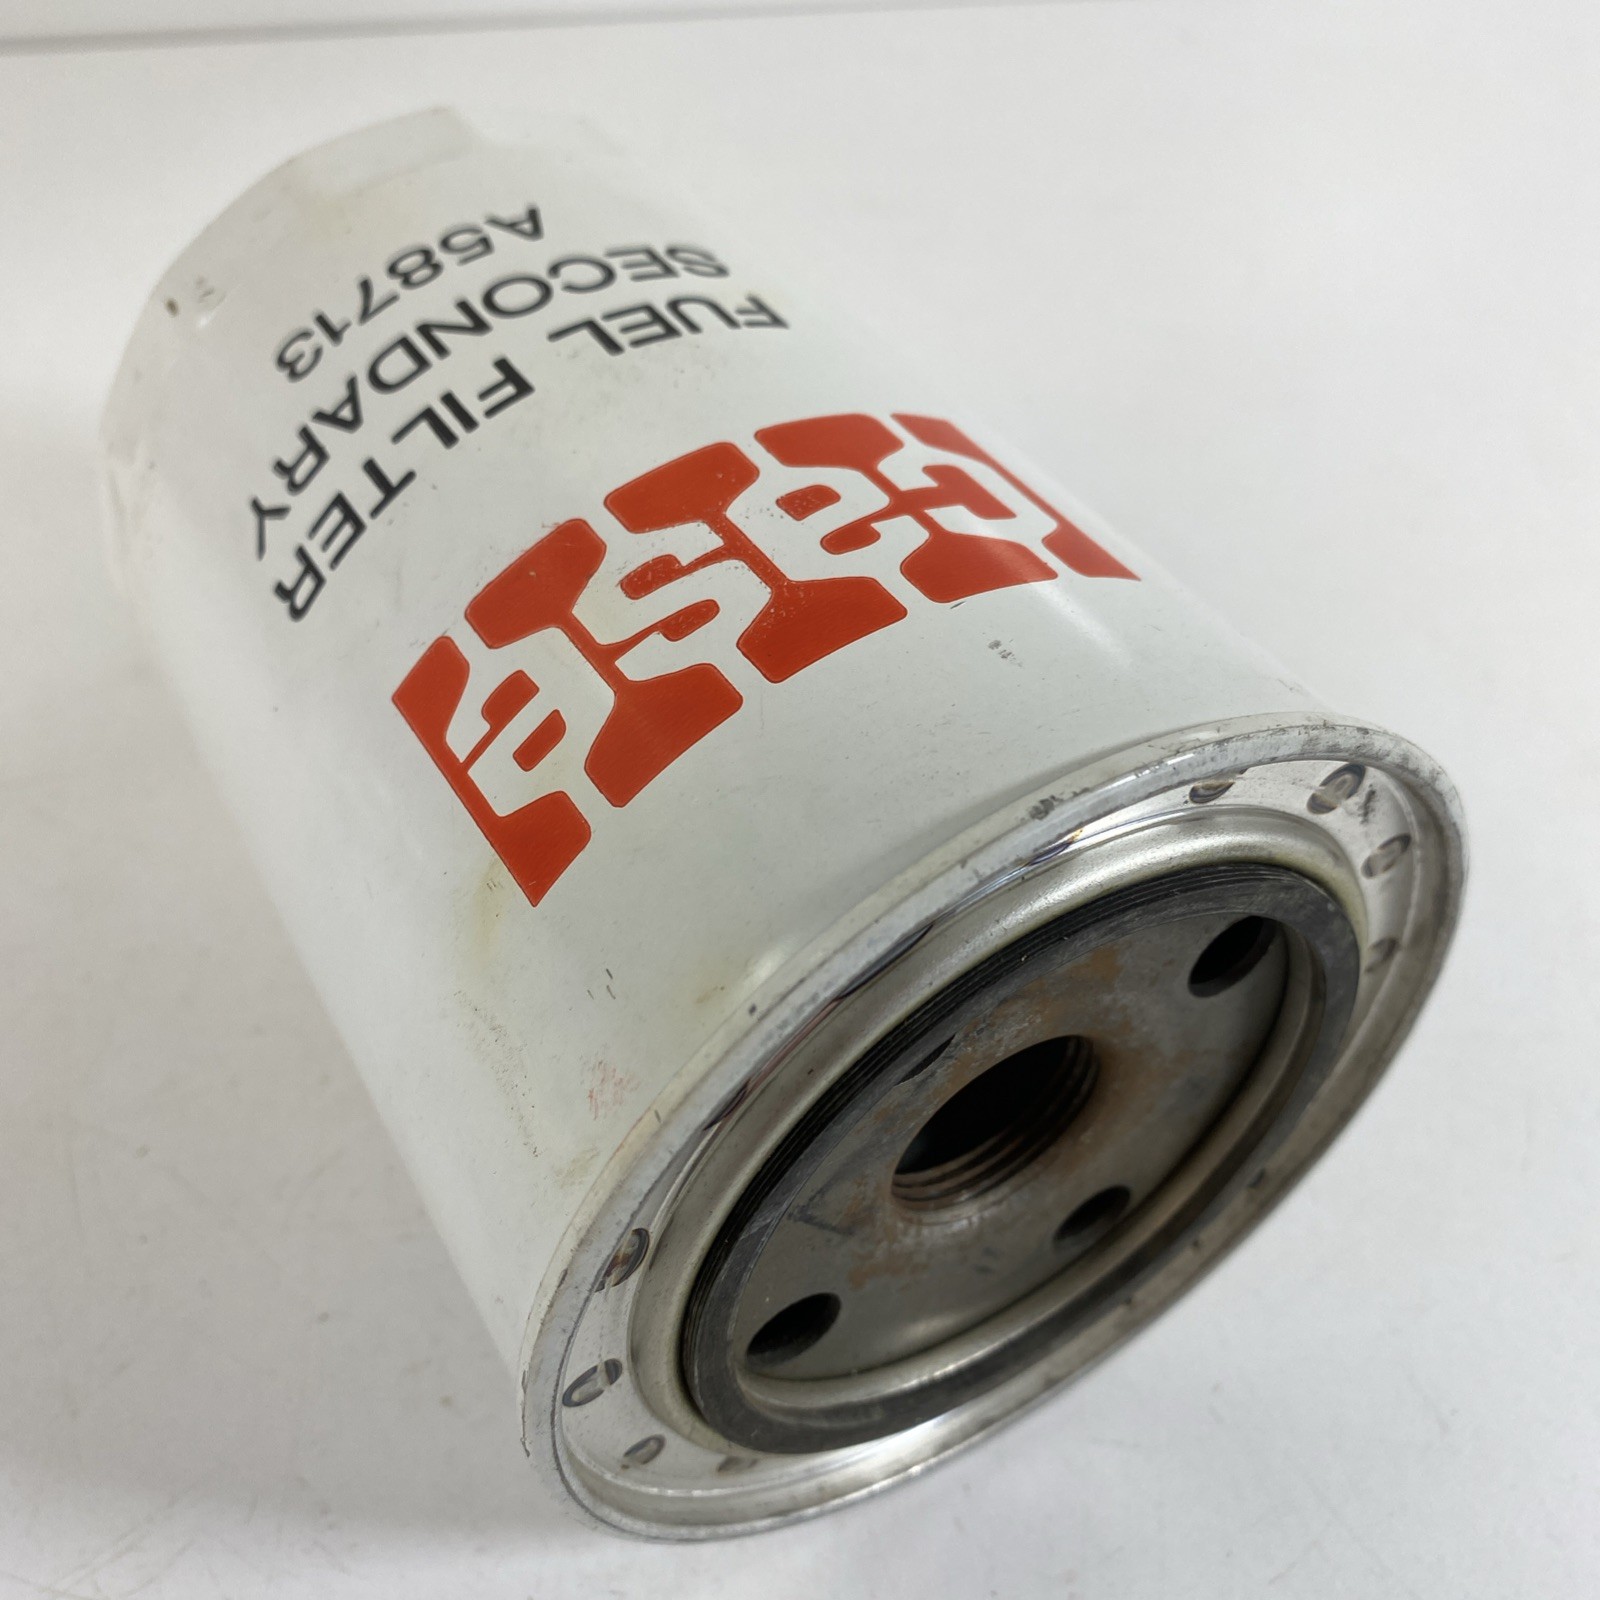 case
FUEL FILTER
SECONDARY
A58713